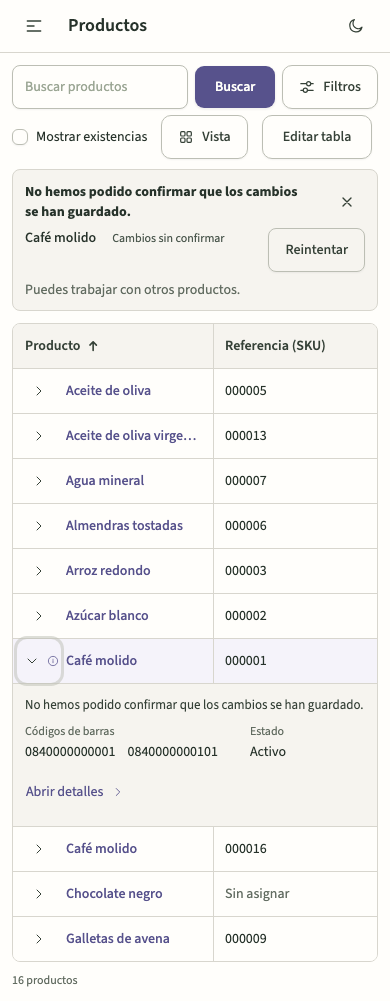 Productos
Buscar productos
Buscar
Filtros
Mostrar existencias
Vista
Editar tabla
No hemos podido confirmar que los cambios
se han guardado.
Café molido Cambios sin confirmar
Reintentar
Puedes trabajar con otros productos.
Producto Referencia (SKU)
Aceite de oliva 000005
Aceite de oliva virge... 000013
Agua mineral 000007
Almendras tostadas 000006
Arroz redondo 000003
Azúcar blanco 000002
Café molido 000001
No hemos podido confirmar que los cambios se han guardado.
Códigos de barras Estado
0840000000001 0840000000101 Activo
Abrir detalles
Café molido 000016
Chocolate negro Sin asignar
Galletas de avena 000009
16 productos